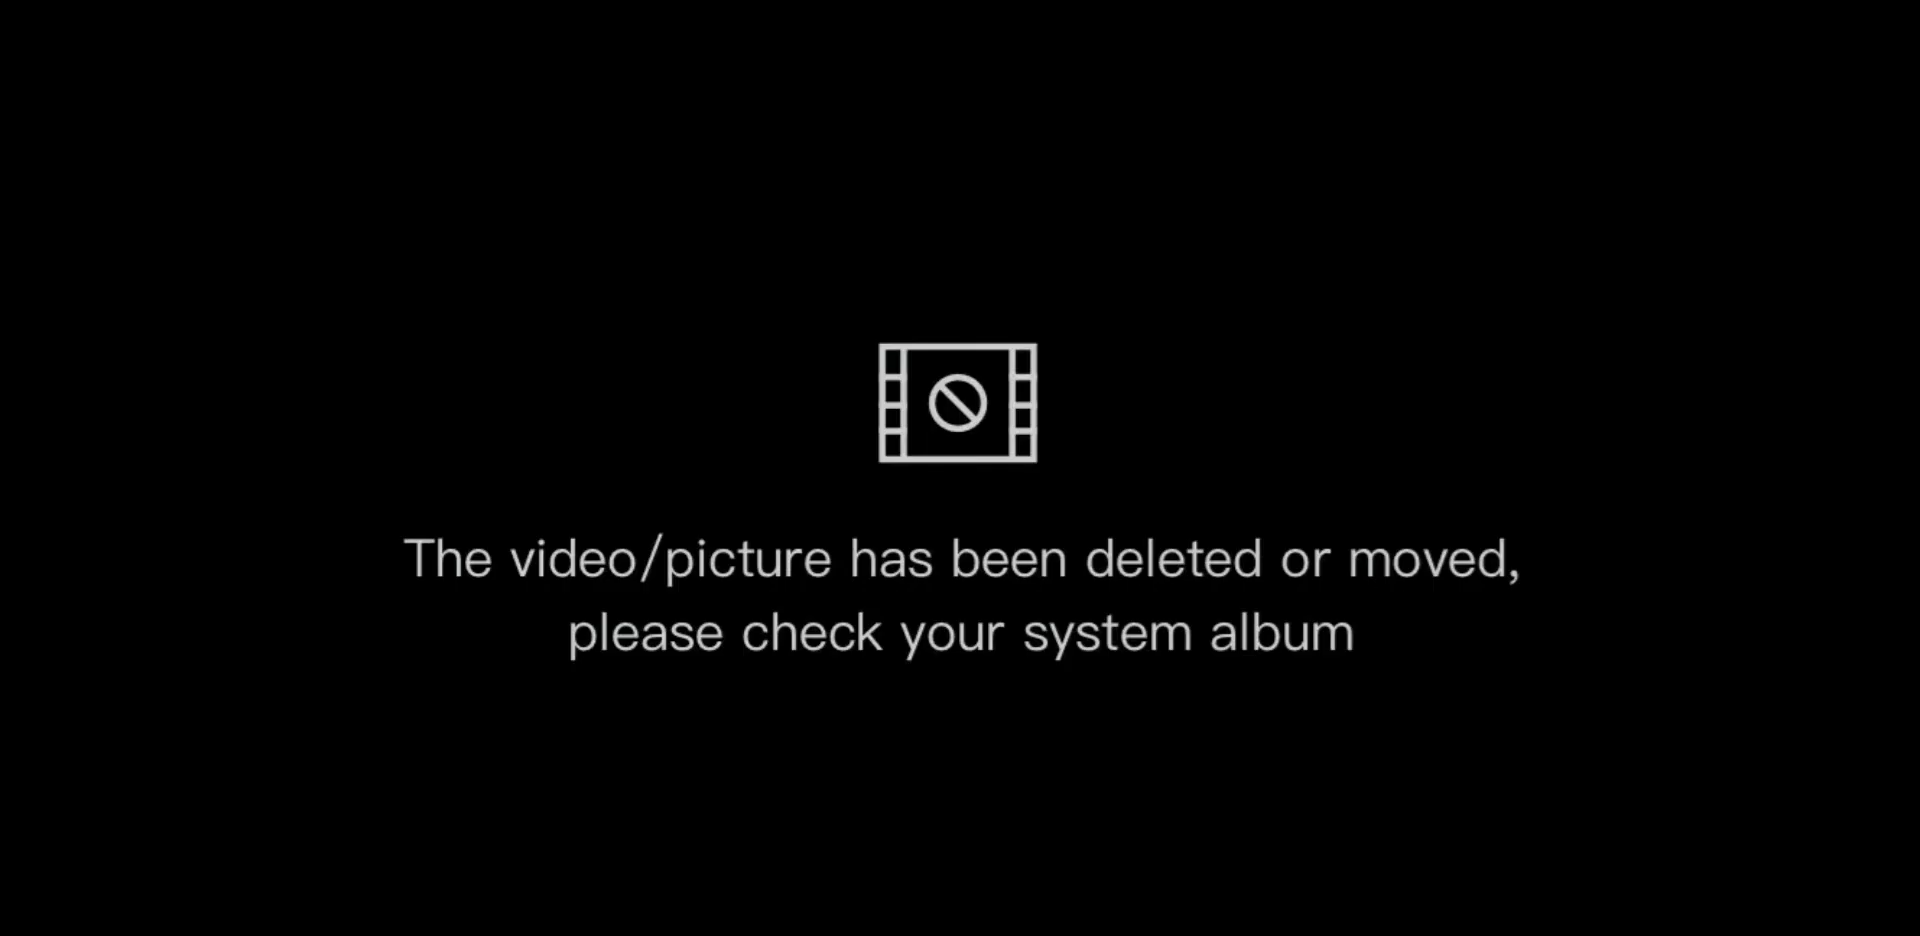 The video/picture has been deleted or moved,
please check your system album